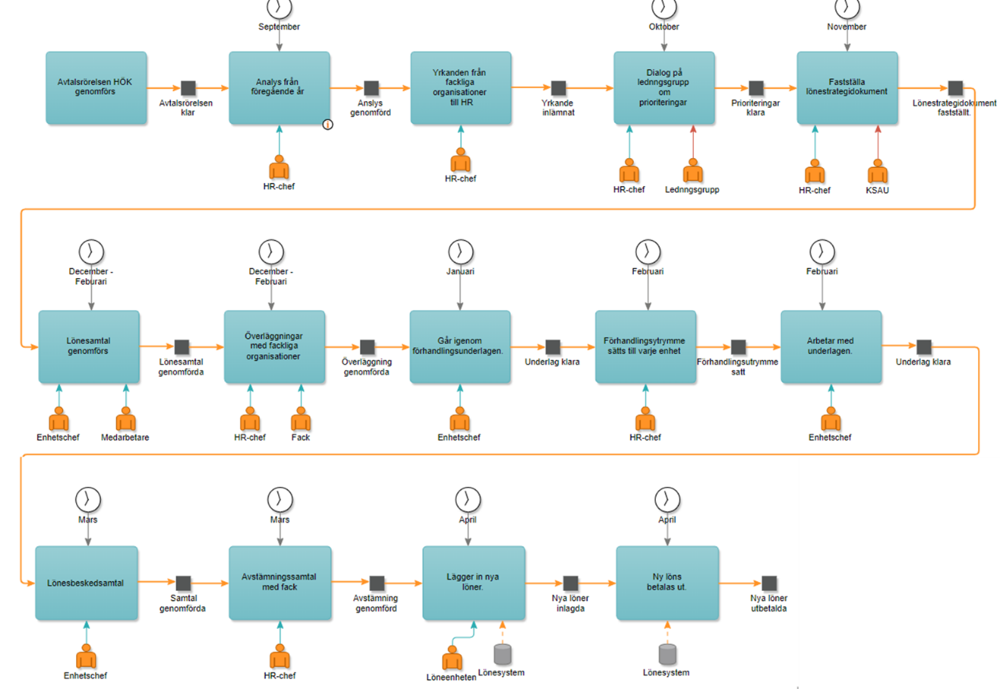 September
Oktober
November
Avtalsrörelsen HÖK
genomförs
Avtalsrörelsen
klar
Analys från
föregående år
i
Anslys
genomförd
Yrkanden från
fackliga
organisationer
till HR
Yrkande
inlämnat
Dialog på
lednngsgrupp
om
prioriteringar
Prioriteringar
klara
Fastställa
lönestrategidokument
Lönestrategidokument
fastställt.
HR-chef
HR-chef
HR-chef
Lednngsgrupp
HR-chef
KSAU
December -
Feburari
December -
Februari
Januari
Februari
Februari
Lönesamtal
genomförs
Lönesamtal
genomförda
Överläggningar
med fackliga
organisationer
Överläggning
genomförda
Går igenom
förhandlingsunderlagen.
Underlag klara
Förhandlingsytrymme
sätts till varje enhet
Förhandlingsutrymme
satt
Arbetar med
underlagen.
Underlag klara
Enhetschef
Medarbetare
HR-chef
Fack
Enhetschef
HR-chef
Enhetschef
Mars
Mars
April
April
Lönesbeskedsamtal
Samtal
genomförda
Avstämningssamtal
med fack
Avstämning
genomförd
Lägger in nya
löner.
Nya löner
inlagda
Ny löns
betalas ut.
Nya löner
utbetalda
Enhetschef
HR-chef
Löneenheten
Lönesystem
Lönesystem